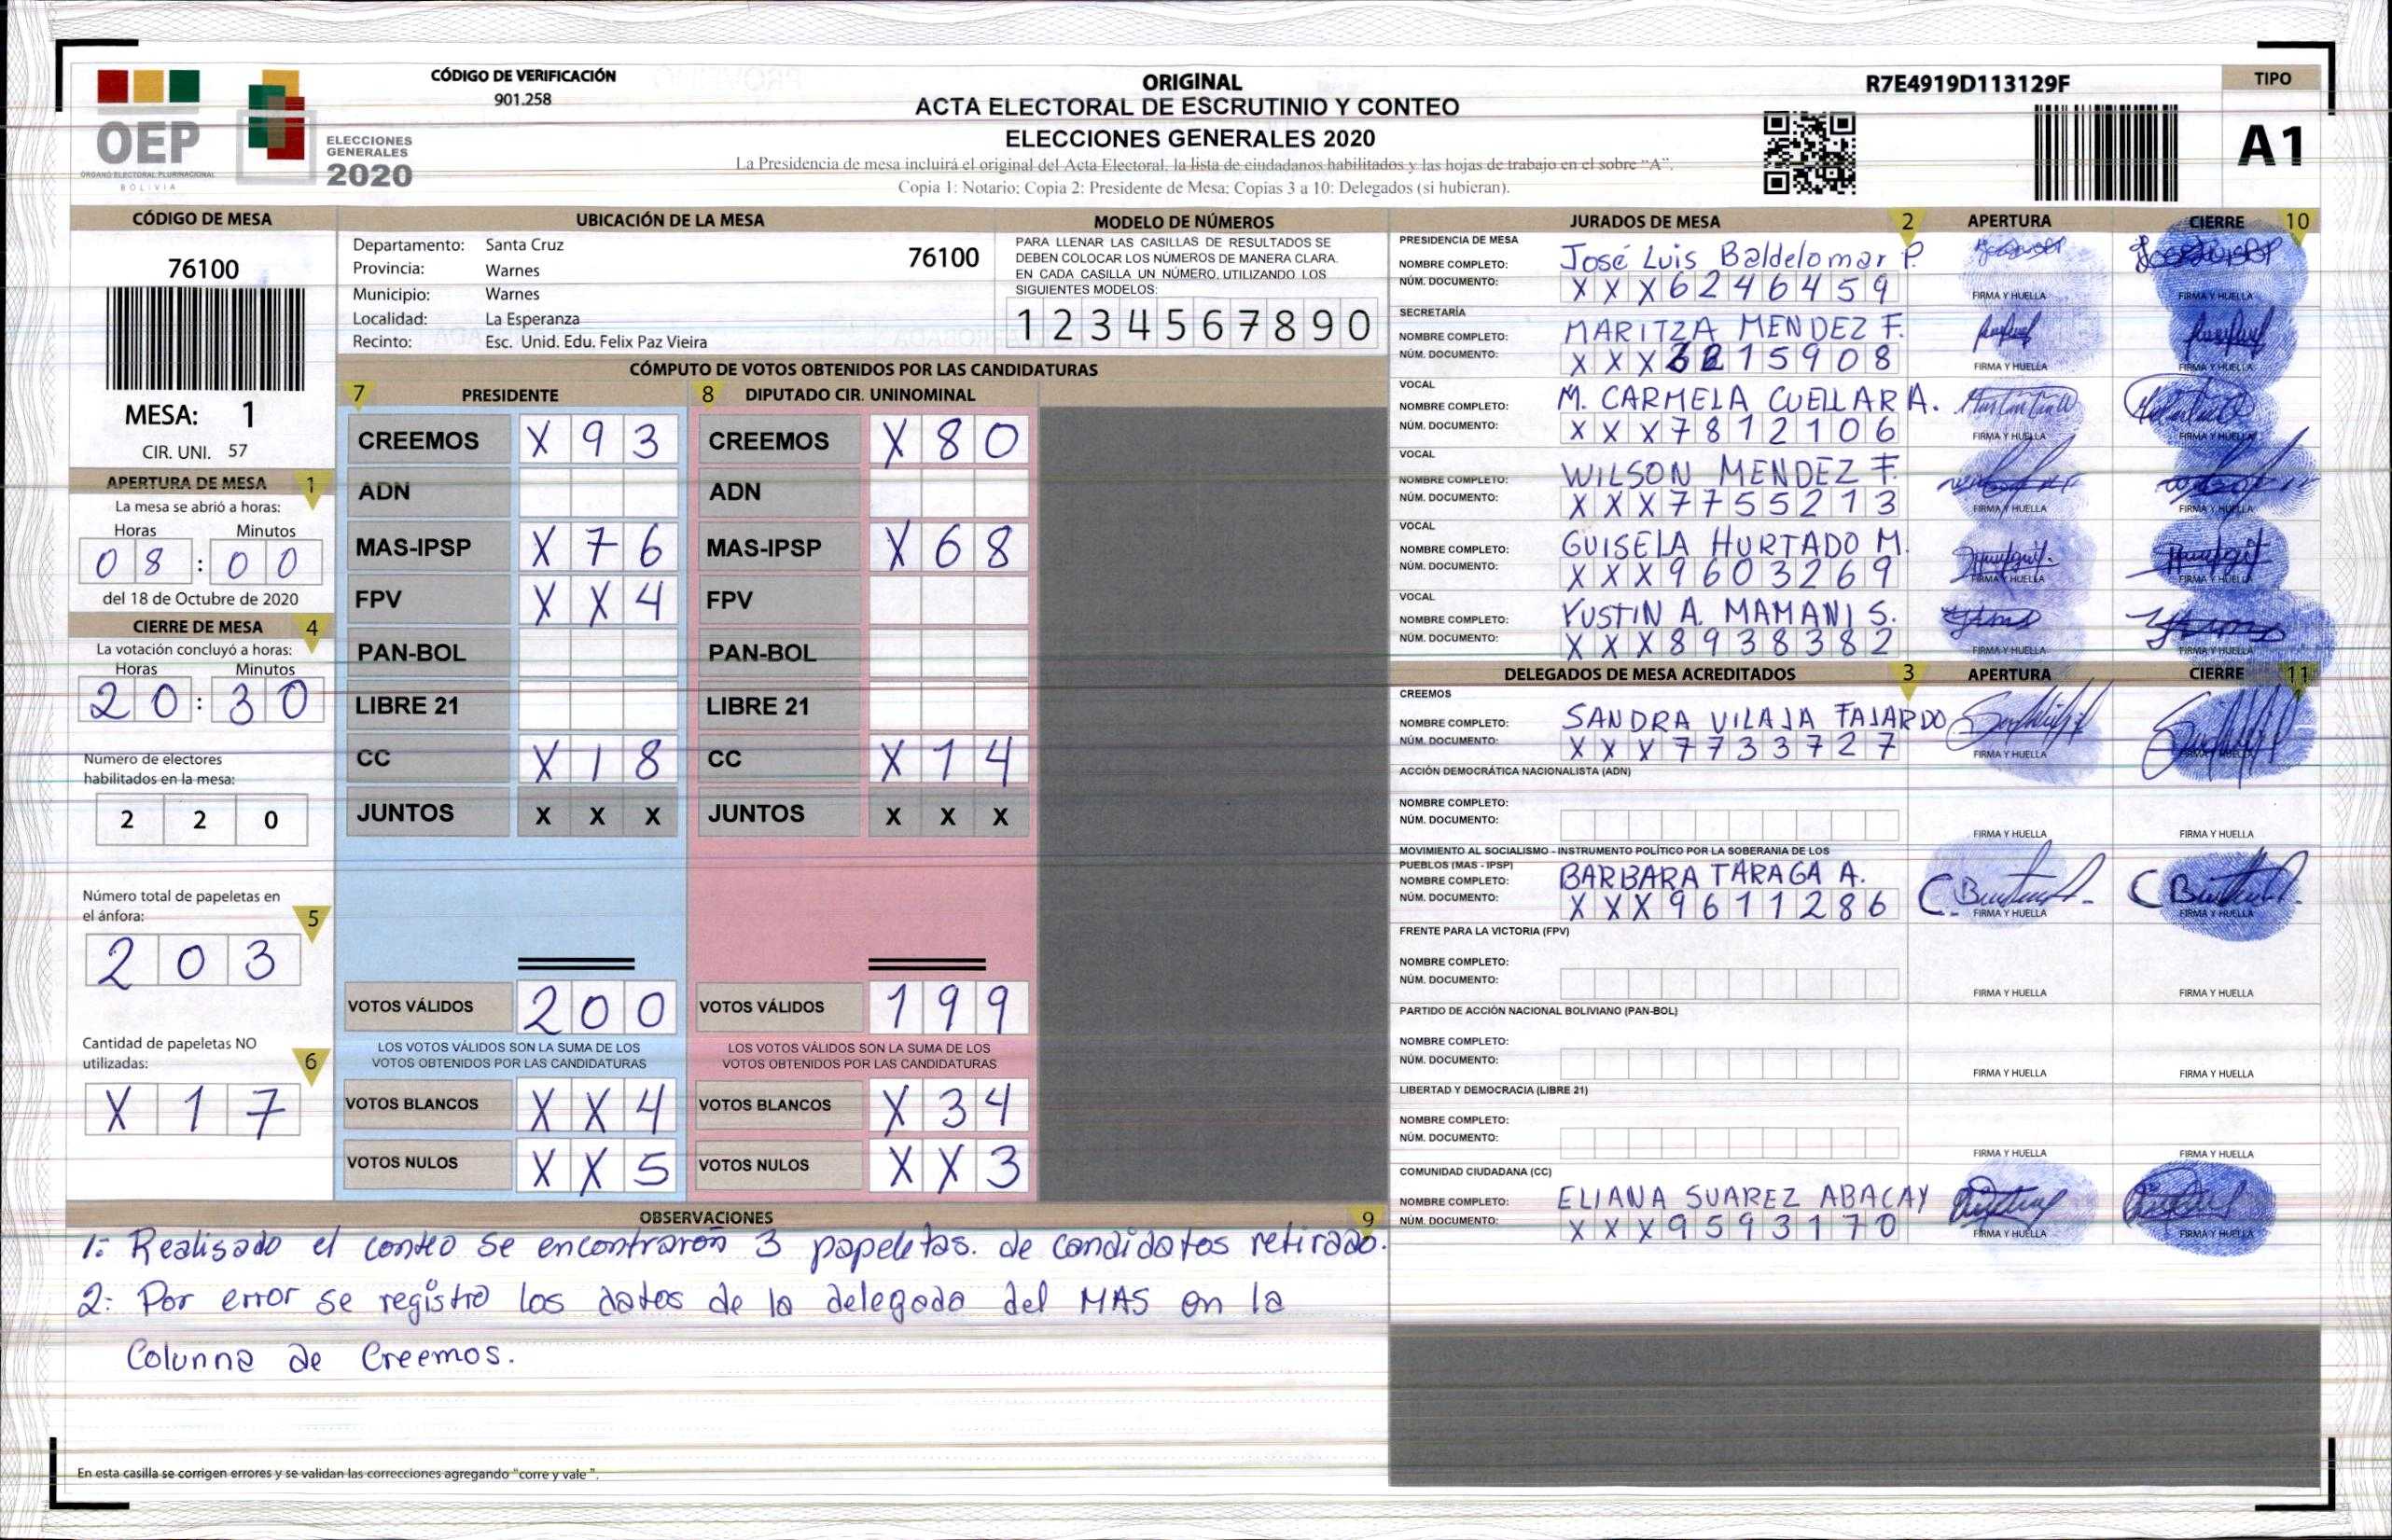 CÓDIGO DE VERIFICACIÓN
901.258
OEP
ÓRGANO ELECTORAL PLURINACIONAL
BOLIVIA
ELECCIONES
GENERALES
2020
ORIGINAL
ACTA ELECTORAL DE ESCRUTINIO Y CONTEO
ELECCIONES GENERALES 2020
La Presidencia de mesa incluirá el original del Acta Electoral, la lista de ciudadanos habilitados y las hojas de trabajo en el sobre "A".
Copia 1: Notario; Copia 2: Presidente de Mesa; Copias 3 a 10: Delegados (si hubieran).
R7E4919D113129F
TIPO
A1
CÓDIGO DE MESA
76100
MESA: 1
CIR. UNI. 57
APERTURA DE MESA 1
La mesa se abrió a horas:
Horas Minutos
08:00
del 18 de Octubre de 2020
CIERRE DE MESA 4
La votación concluyó a horas:
Horas Minutos
20:30
Número de electores
habilitados en la mesa:
2 2 0
Número total de papeletas en
el ánfora: 5
2 0 3
Cantidad de papeletas NO
utilizadas: 6
X 1 7
UBICACIÓN DE LA MESA
Departamento: Santa Cruz 76100
Provincia: Warnes
Municipio: Warnes
Localidad: La Esperanza
Recinto: Esc. Unid. Edu. Felix Paz Vieira
MODELO DE NÚMEROS
PARA LLENAR LAS CASILLAS DE RESULTADOS SE
DEBEN COLOCAR LOS NÚMEROS DE MANERA CLARA.
EN CADA CASILLA UN NÚMERO, UTILIZANDO LOS
SIGUIENTES MODELOS:
1 2 3 4 5 6 7 8 9 0
CÓMPUTO DE VOTOS OBTENIDOS POR LAS CANDIDATURAS
7 PRESIDENTE 8 DIPUTADO CIR. UNINOMINAL
CREEMOS X 9 3 CREEMOS X 8 0
ADN ADN
MAS-IPSP X 7 6 MAS-IPSP X 6 8
FPV X X 4 FPV
PAN-BOL PAN-BOL
LIBRE 21 LIBRE 21
CC X 1 8 CC X 1 4
JUNTOS X X X JUNTOS X X X
VOTOS VÁLIDOS 2 0 0 VOTOS VÁLIDOS 1 9 9
LOS VOTOS VÁLIDOS SON LA SUMA DE LOS LOS VOTOS VÁLIDOS SON LA SUMA DE LOS
VOTOS OBTENIDOS POR LAS CANDIDATURAS VOTOS OBTENIDOS POR LAS CANDIDATURAS
VOTOS BLANCOS X X 4 VOTOS BLANCOS X 3 4
VOTOS NULOS X X 5 VOTOS NULOS X X 3
JURADOS DE MESA 2 APERTURA CIERRE 10
PRESIDENCIA DE MESA
NOMBRE COMPLETO: José Luis Baldelomar P.
NÚM. DOCUMENTO: X X X 6 2 4 6 4 5 9 FIRMA Y HUELLA FIRMA Y HUELLA
SECRETARÍA
NOMBRE COMPLETO: MARITZA MENDEZ F.
NÚM. DOCUMENTO: X X X 2 1 5 9 0 8 FIRMA Y HUELLA FIRMA Y HUELLA
VOCAL
NOMBRE COMPLETO: M. CARMELA CUELLAR A.
NÚM. DOCUMENTO: X X X 7 8 1 2 1 0 6 FIRMA Y HUELLA FIRMA Y HUELLA
VOCAL
NOMBRE COMPLETO: WILSON MENDEZ F.
NÚM. DOCUMENTO: X X X 7 7 5 5 2 1 3 FIRMA Y HUELLA FIRMA Y HUELLA
VOCAL
NOMBRE COMPLETO: GUISELA HURTADO M.
NÚM. DOCUMENTO: X X X 9 6 0 3 2 6 9 FIRMA Y HUELLA FIRMA Y HUELLA
VOCAL
NOMBRE COMPLETO: YUSTIN A. MAMANI S.
NÚM. DOCUMENTO: X X X 8 9 3 8 3 8 2 FIRMA Y HUELLA FIRMA Y HUELLA
DELEGADOS DE MESA ACREDITADOS 3 APERTURA CIERRE 11
CREEMOS
NOMBRE COMPLETO: SANDRA VILAJA FAJARDO
NÚM. DOCUMENTO: X X X 7 7 3 3 7 2 7 FIRMA Y HUELLA FIRMA Y HUELLA
ACCIÓN DEMOCRÁTICA NACIONALISTA (ADN)
NOMBRE COMPLETO:
NÚM. DOCUMENTO: FIRMA Y HUELLA FIRMA Y HUELLA
MOVIMIENTO AL SOCIALISMO - INSTRUMENTO POLÍTICO POR LA SOBERANIA DE LOS
PUEBLOS (MAS - IPSP)
NOMBRE COMPLETO: BARBARA TARAGA A.
NÚM. DOCUMENTO: X X X 9 6 1 1 2 8 6 FIRMA Y HUELLA FIRMA Y HUELLA
FRENTE PARA LA VICTORIA (FPV)
NOMBRE COMPLETO:
NÚM. DOCUMENTO: FIRMA Y HUELLA FIRMA Y HUELLA
PARTIDO DE ACCIÓN NACIONAL BOLIVIANO (PAN-BOL)
NOMBRE COMPLETO:
NÚM. DOCUMENTO: FIRMA Y HUELLA FIRMA Y HUELLA
LIBERTAD Y DEMOCRACIA (LIBRE 21)
NOMBRE COMPLETO:
NÚM. DOCUMENTO: FIRMA Y HUELLA FIRMA Y HUELLA
COMUNIDAD CIUDADANA (CC)
NOMBRE COMPLETO: ELIANA SUAREZ ABACAY
NÚM. DOCUMENTO: X X X 9 5 9 3 1 7 0 FIRMA Y HUELLA FIRMA Y HUELLA
OBSERVACIONES 9
1: Realisado el conteo se encontraron 3 papeletas. de candidatos retirado.
2: Por error se registro los datos de la delegada del MAS en la
Columna de Creemos.
En esta casilla se corrigen errores y se validan las correcciones agregando "corre y vale".